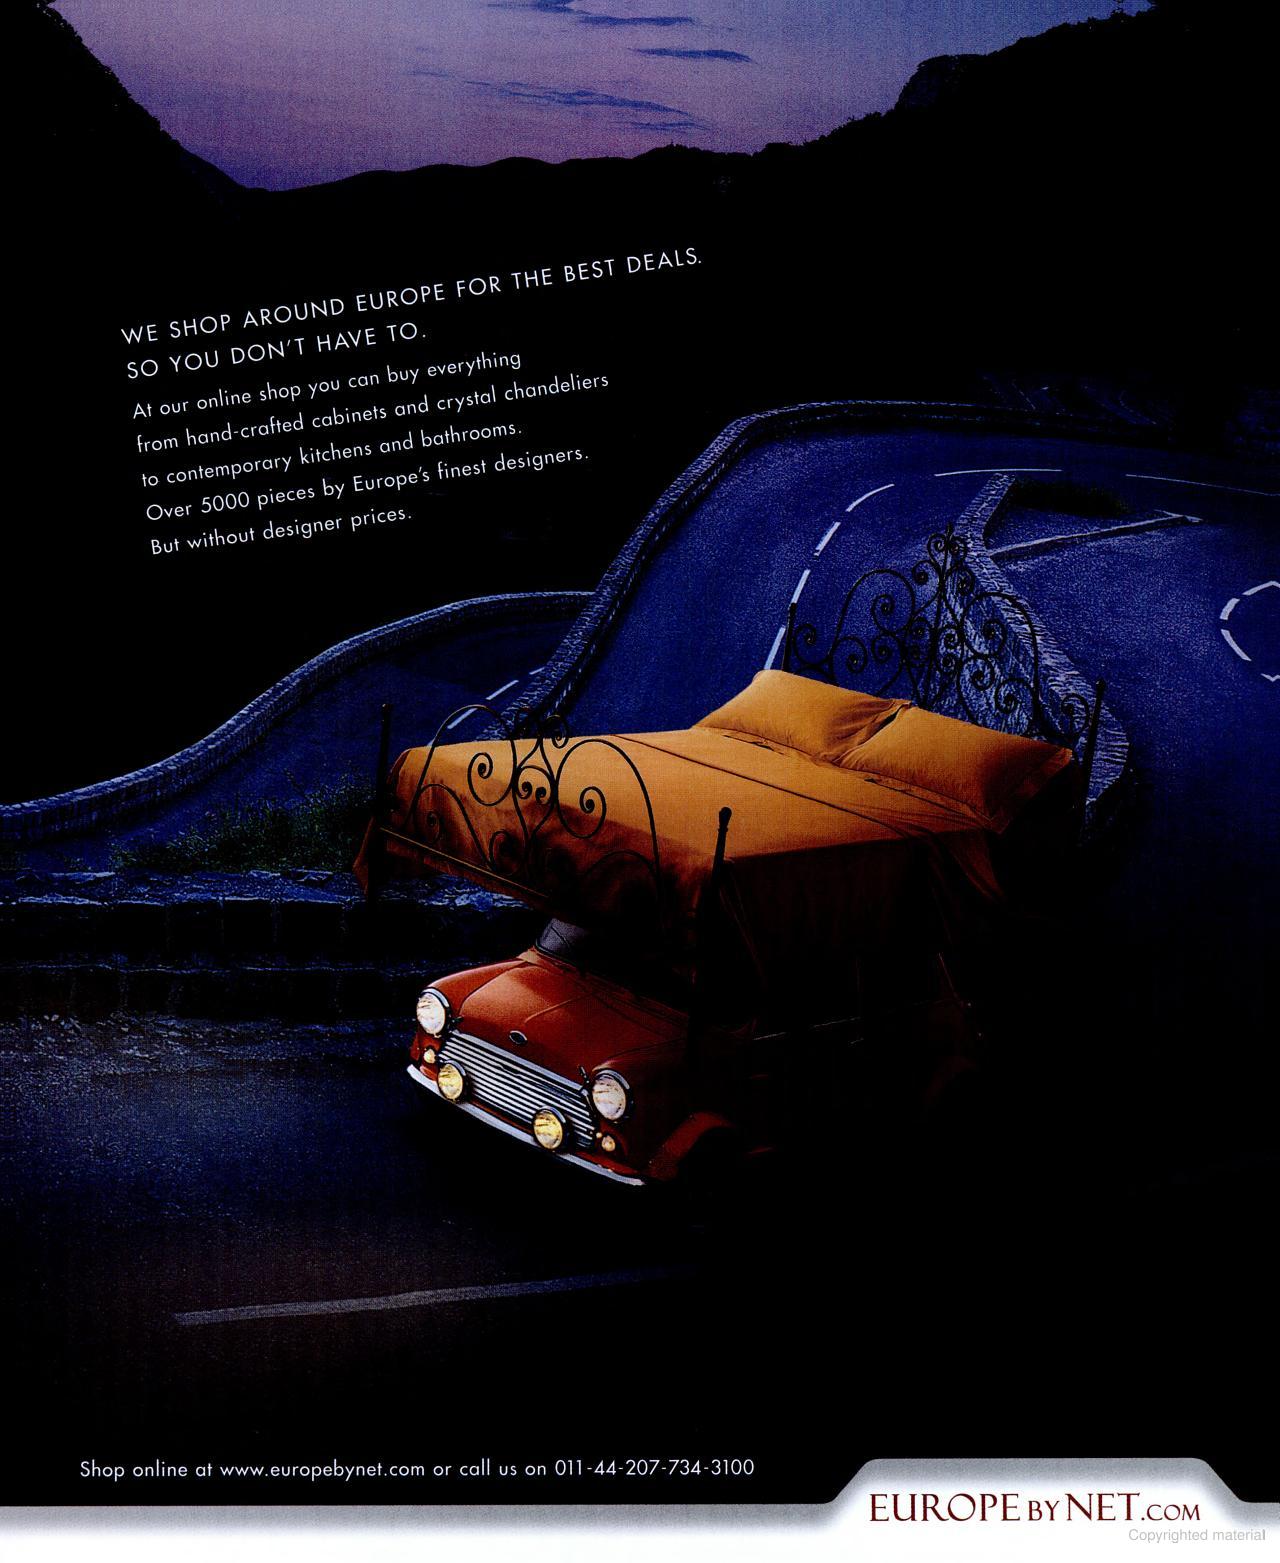 WE SHOP AROUND EUROPE FOR THE BEST DEALS.
SO YOU DON'T HAVE TO.
At our online shop you can buy everything
from hand-crafted cabinets and crystal chandeliers
to contemporary kitchens and bathrooms.
Over 5000 pieces by Europe's finest designers.
But without designer prices.
Shop online at www.europebynet.com or call us on 011-44-207-734-3100
EUROPE BY NET.COM
Copyrighted material